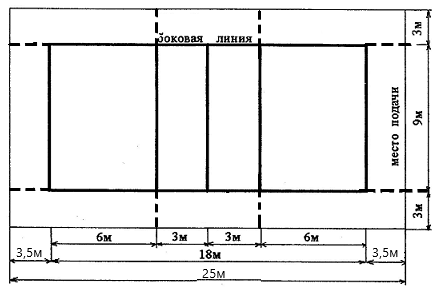 боковая линия
3м
место подачи
9м
3м
6м 3м 3м 6м
3,5м 18м 3,5м
25м